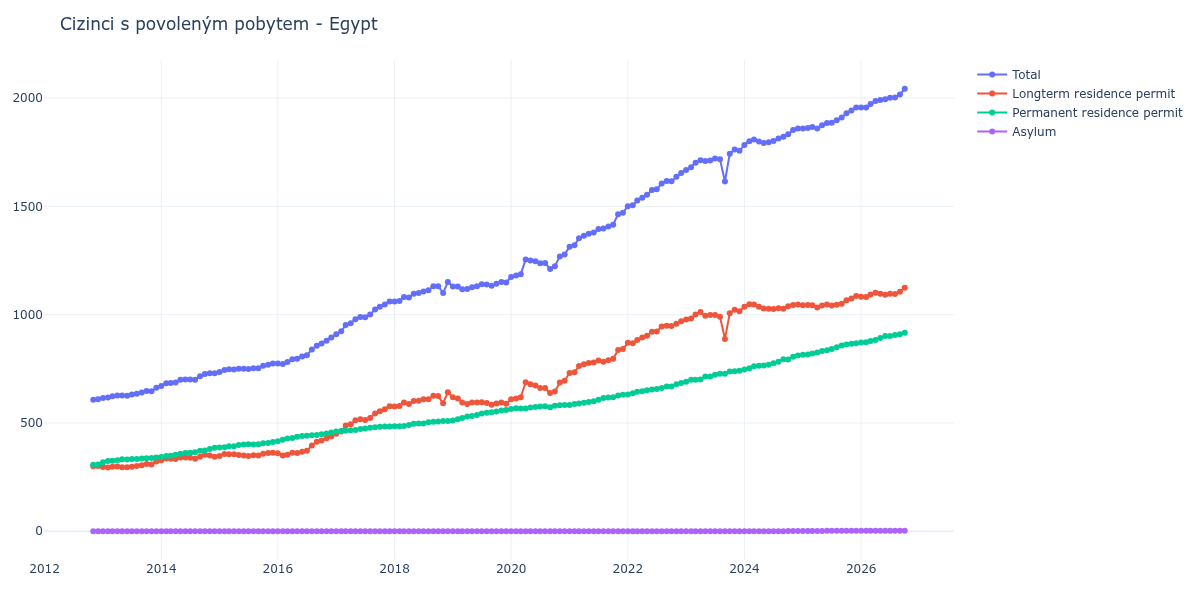 Cizinci s povoleným pobytem - Egypt
Total
Longterm residence permit
Permanent residence permit
Asylum
2000
1500
1000
500
0
2012
2014
2016
2018
2020
2022
2024
2026